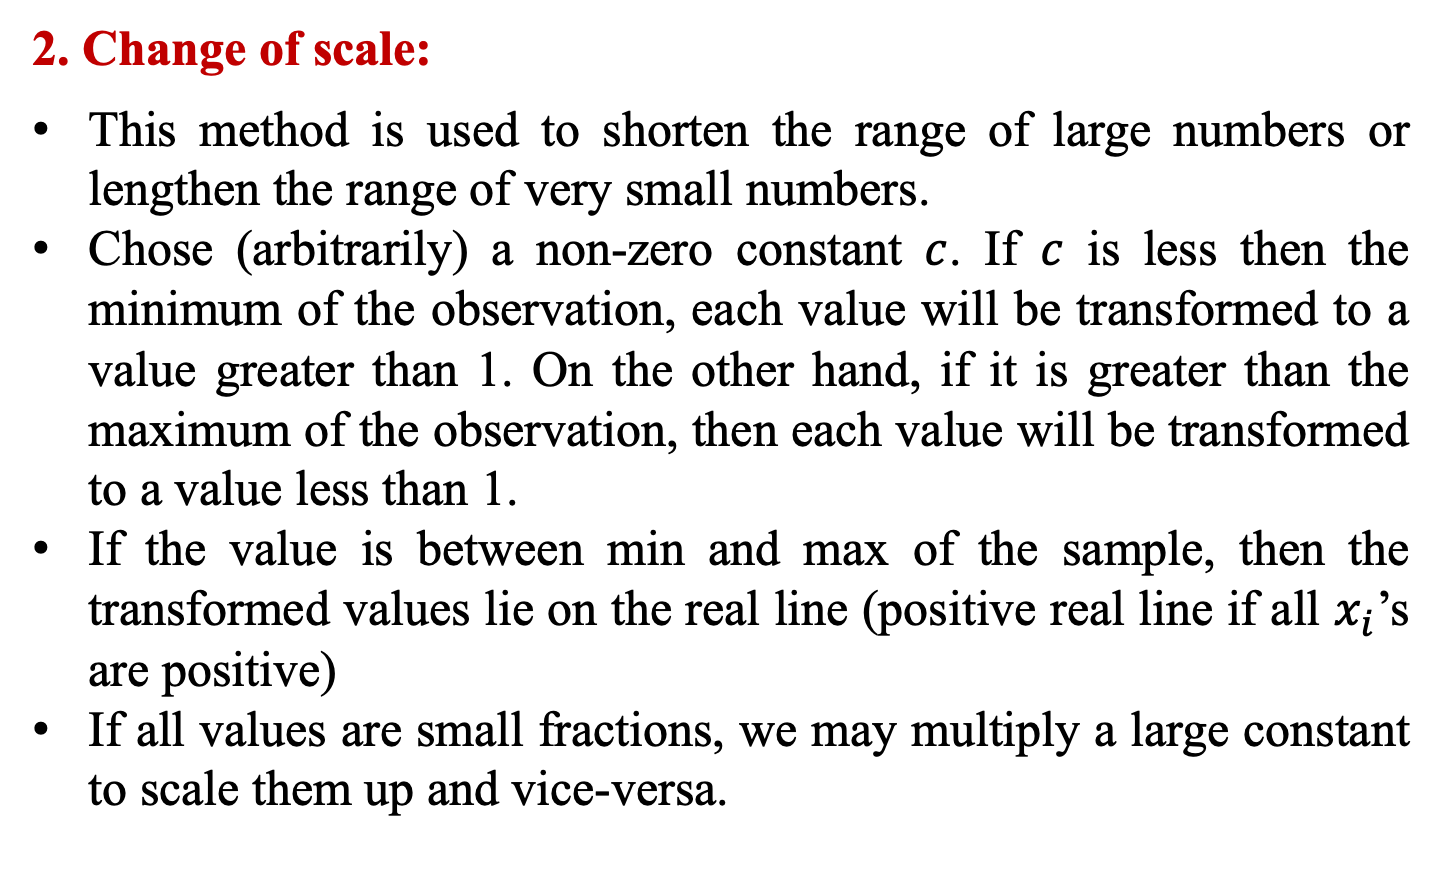 2. Change of scale:
• This method is used to shorten the range of large numbers or
lengthen the range of very small numbers.
• Chose (arbitrarily) a non-zero constant c. If c is less then the
minimum of the observation, each value will be transformed to a
value greater than 1. On the other hand, if it is greater than the
maximum of the observation, then each value will be transformed
to a value less than 1.
• If the value is between min and max of the sample, then the
transformed values lie on the real line (positive real line if all xᵢ’s
are positive)
• If all values are small fractions, we may multiply a large constant
to scale them up and vice-versa.